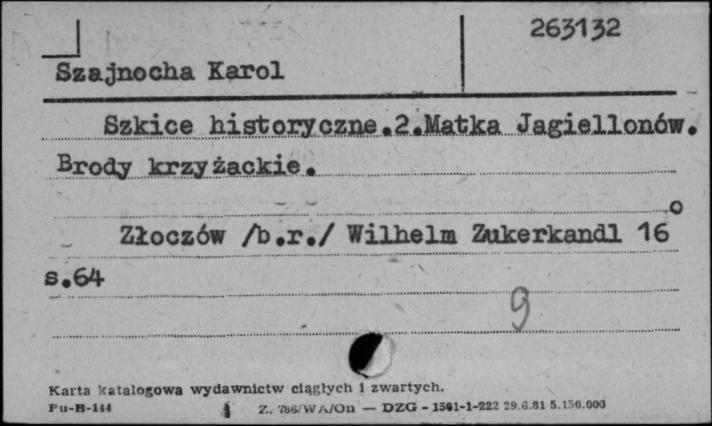 263132
Szajnocha Karol
Szkice historyczne.2.Matka Jagiellonów.
Brody krzyżackie.
Złoczów /b.r./ Wilhelm Zukerkandl 16°
s.64
9
Karta katalogowa wydawnictw ciągłych i zwartych.
Pu-B-144 Z. 786/WA/On — DZG - 1501-1-222 29.6.81 5.150.000